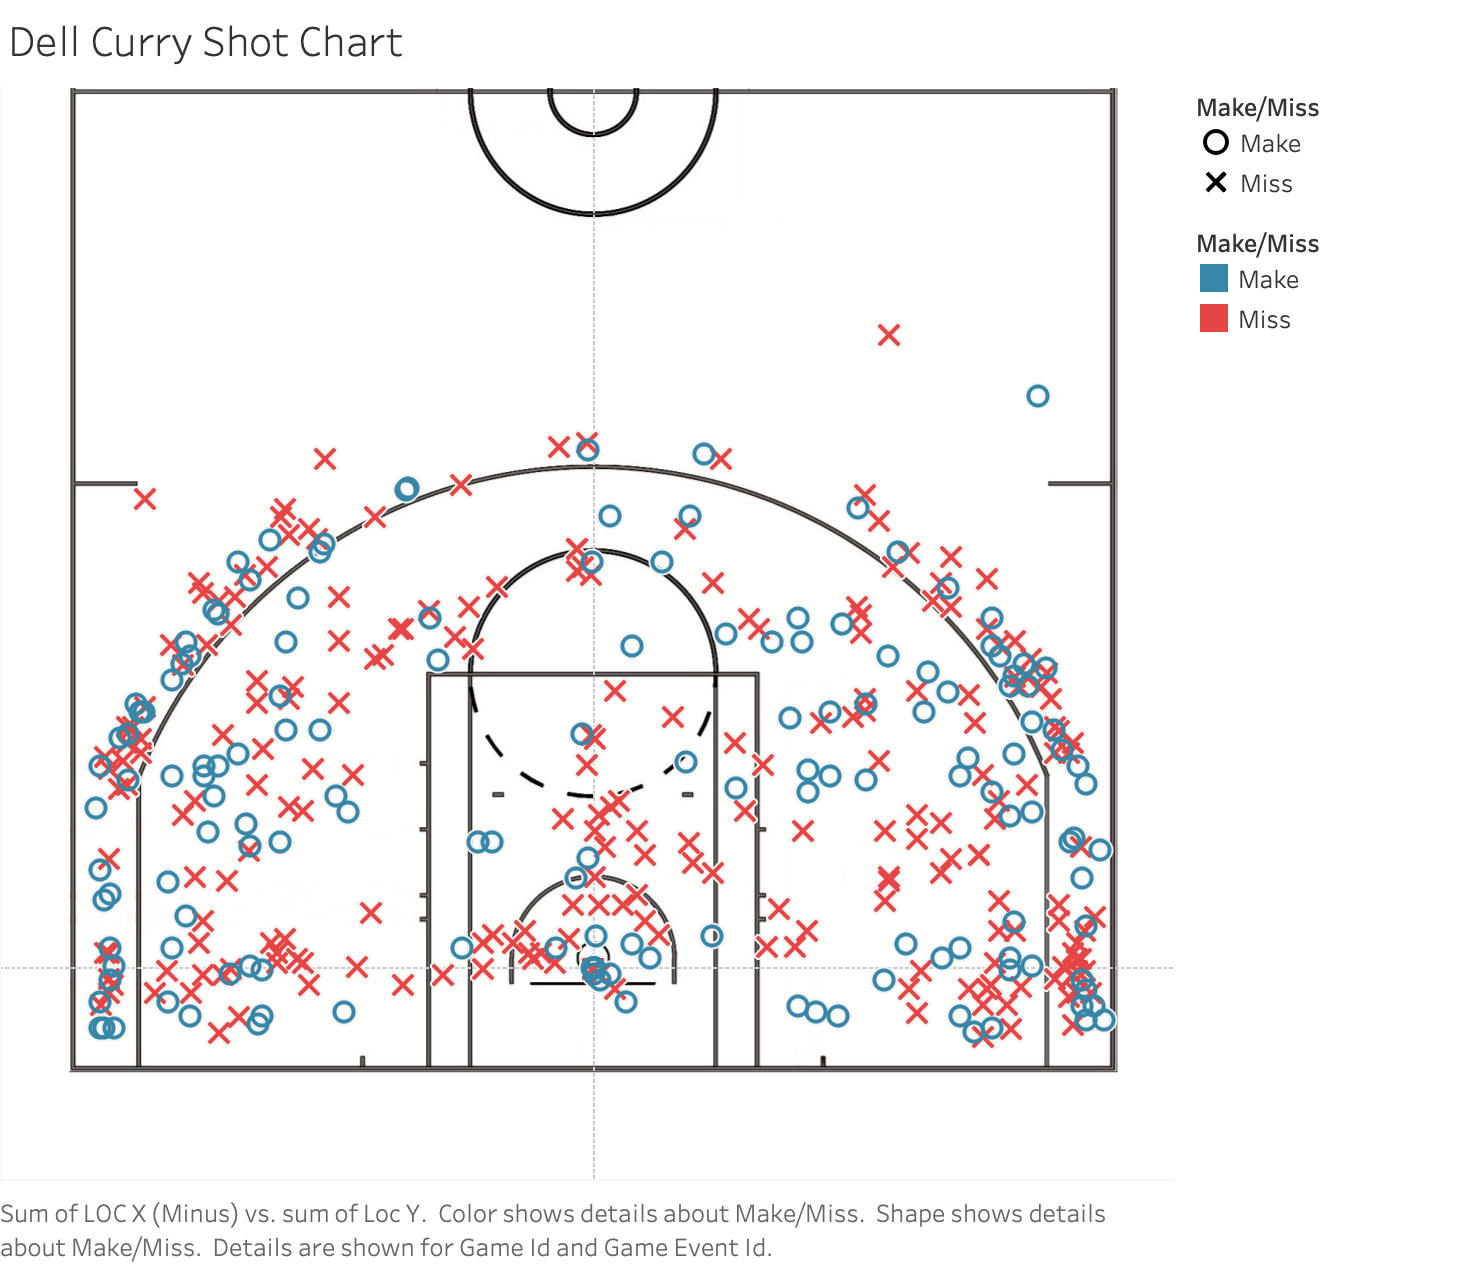 Dell Curry Shot Chart
Make/Miss
Make
Miss
Make/Miss
Make
Miss
Sum of LOC X (Minus) vs. sum of Loc Y.  Color shows details about Make/Miss.  Shape shows details
about Make/Miss.  Details are shown for Game Id and Game Event Id.